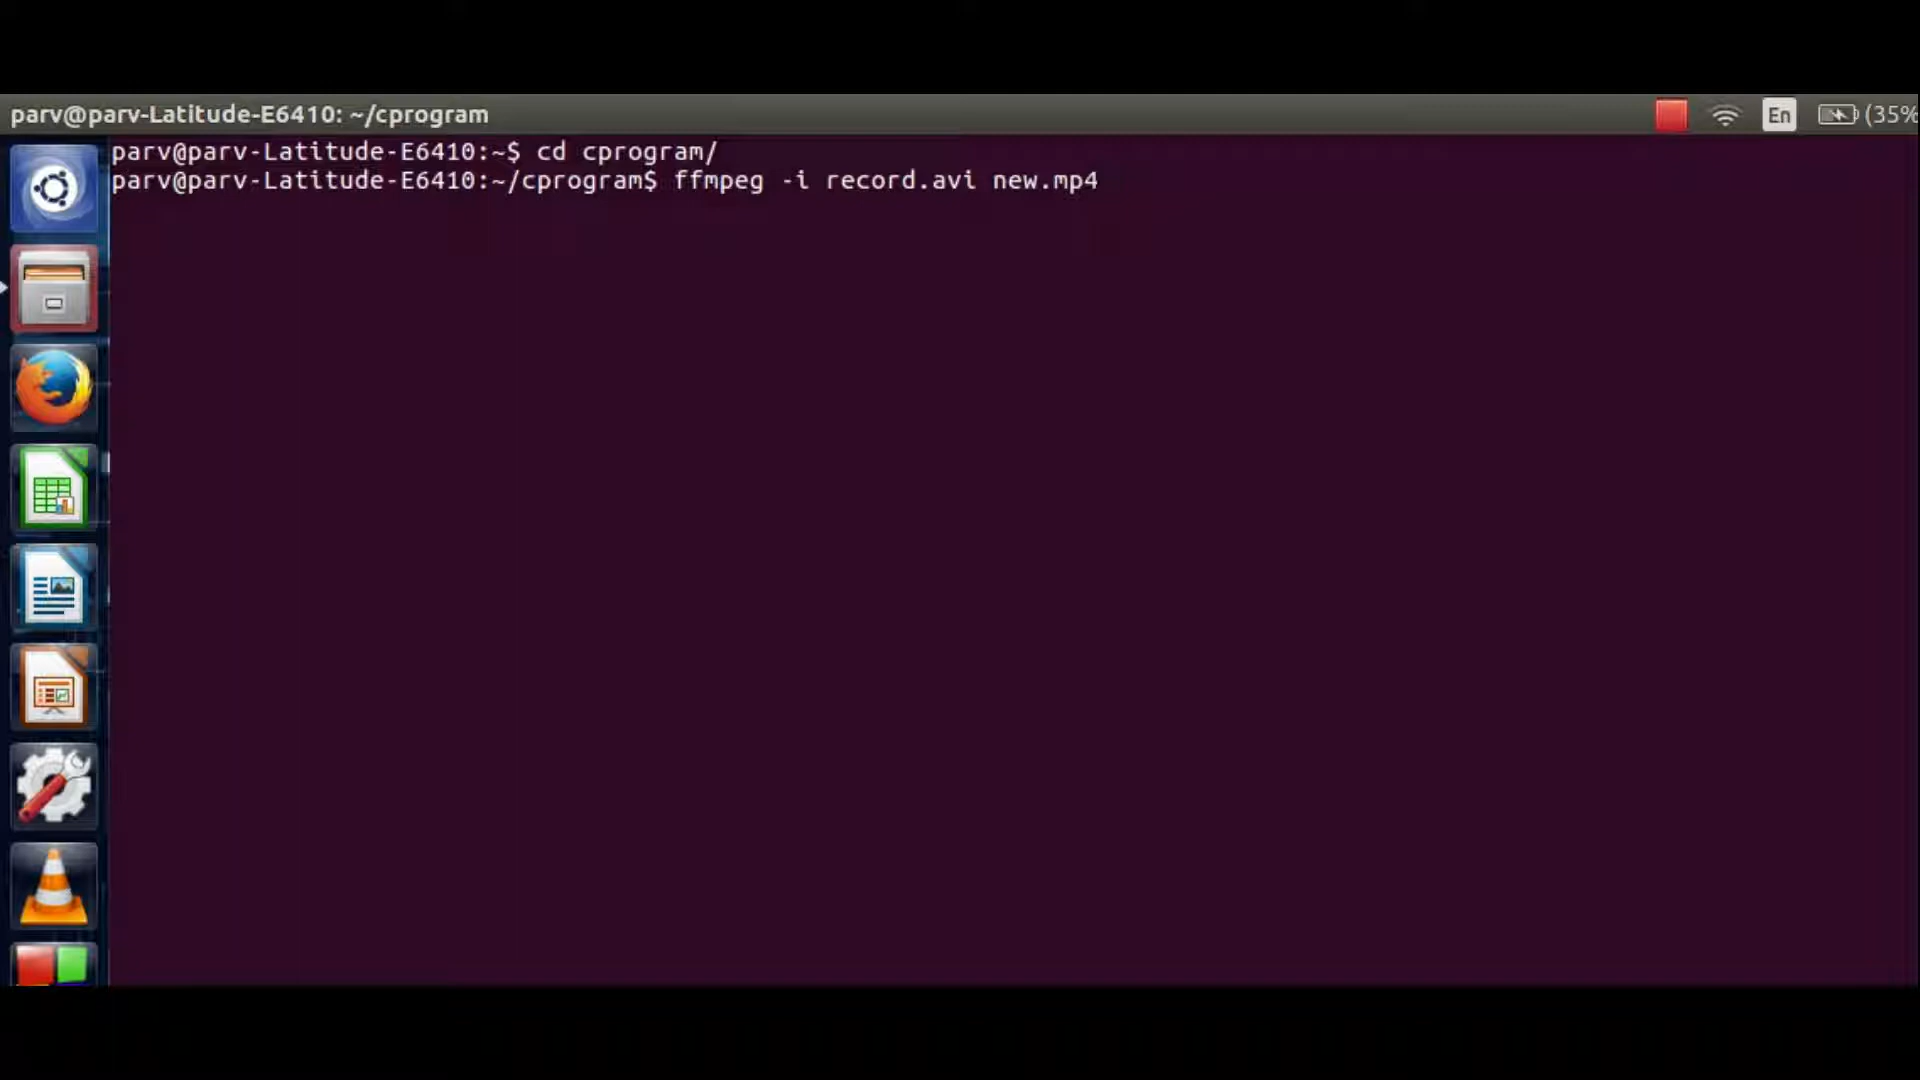 parv@parv-Latitude-E6410: ~/cprogram
En
(35%
parv@parv-Latitude-E6410:~$ cd cprogram/
parv@parv-Latitude-E6410:~/cprogram$ ffmpeg -i record.avi new.mp4